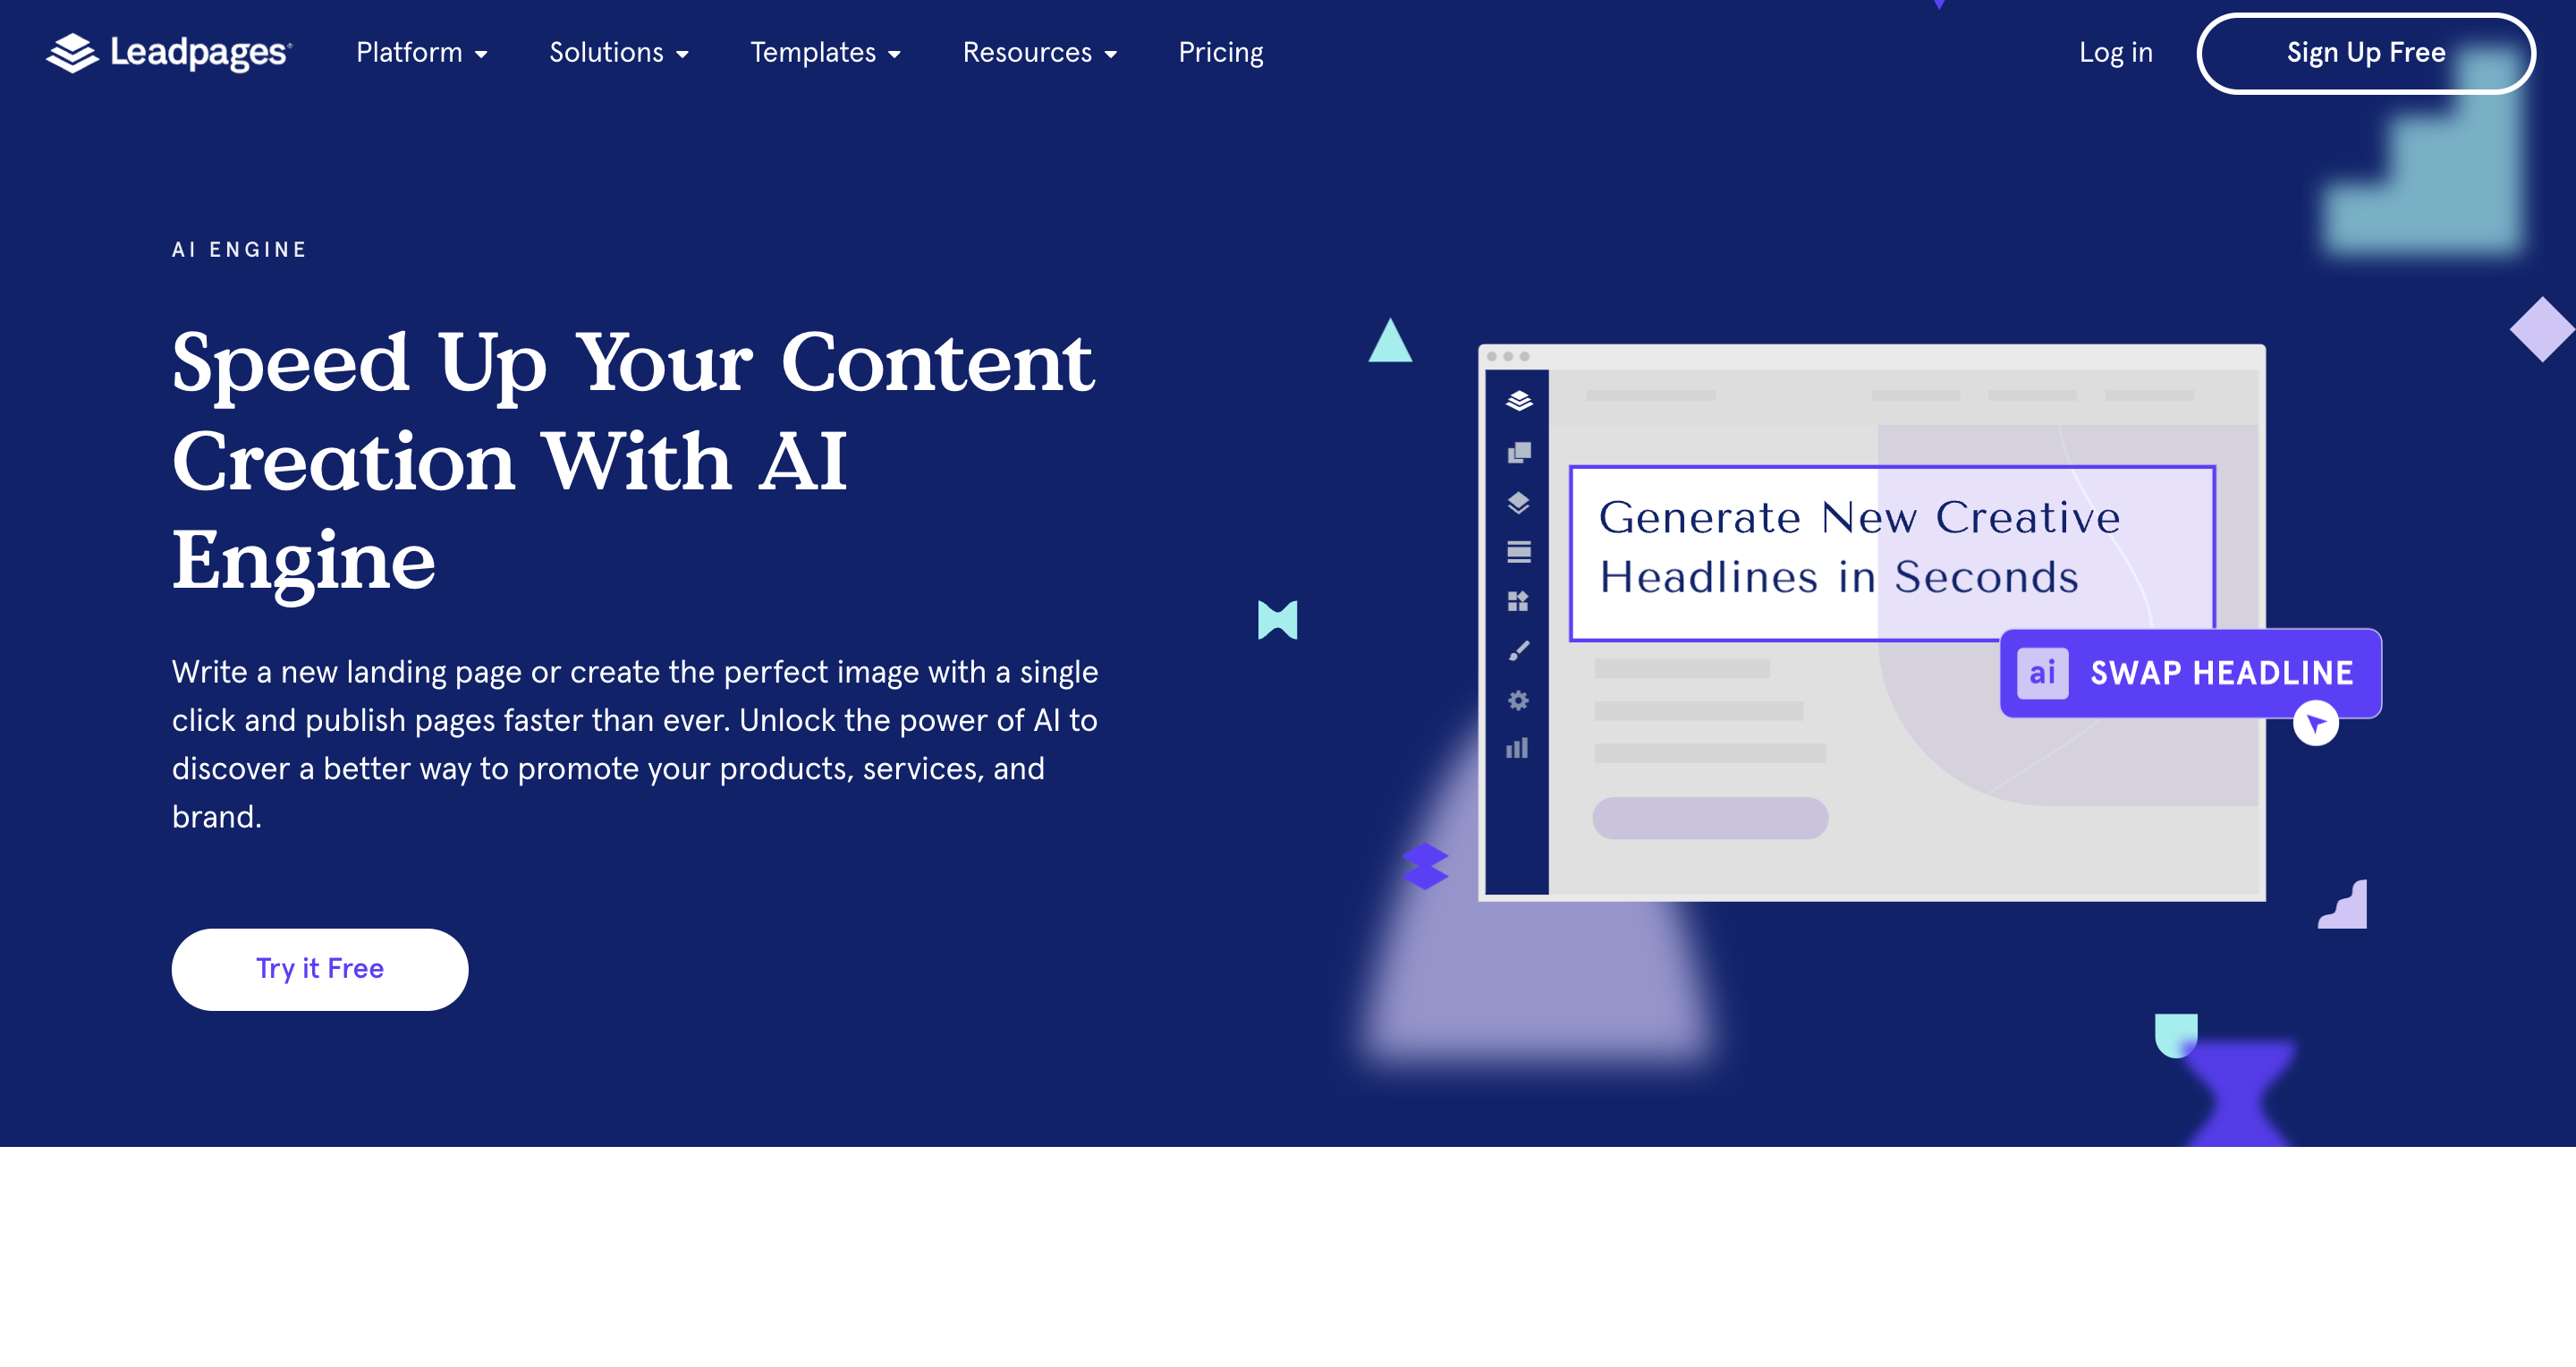 Leadpages®
Platform
Solutions
Templates
Resources
Pricing
Log in
Sign Up Free
AI ENGINE
Speed Up Your Content
Creation With AI
Engine
Write a new landing page or create the perfect image with a single
click and publish pages faster than ever. Unlock the power of AI to
discover a better way to promote your products, services, and
brand.
Try it Free
Generate New Creative
Headlines in Seconds
ai SWAP HEADLINE